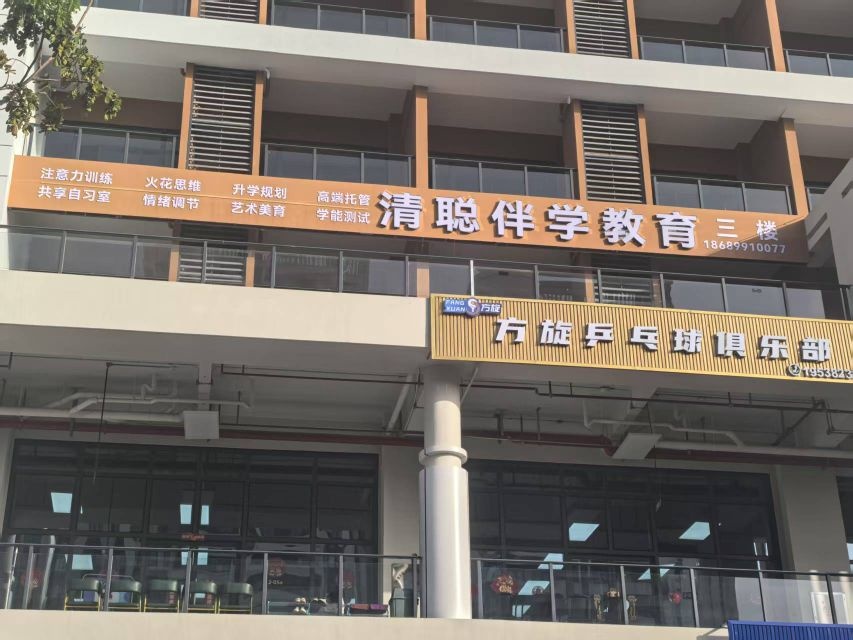 注意力训练 火花思维 升学规划 高端托管
共享自习室 情绪调节 艺术美育 学能测试
清聪伴学教育 三楼
18689910077
FANG XUAN 方旋
方旋乒乓球俱乐部
1953823